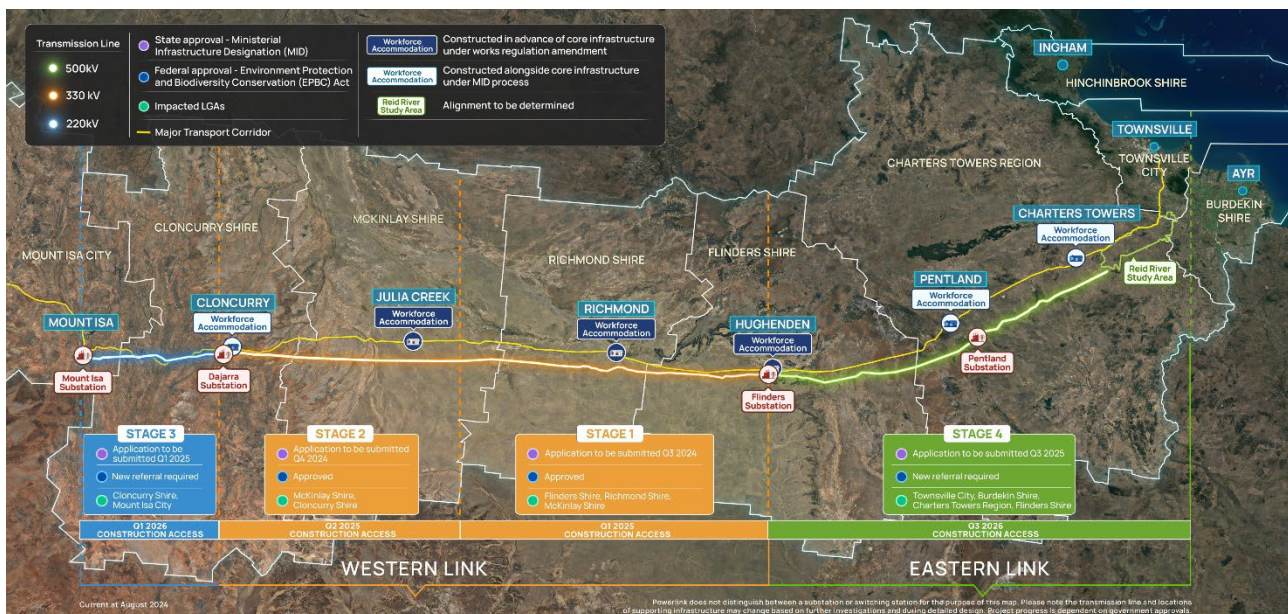 Transmission Line
500kV
330 kV
220kV
State approval - Ministerial
Infrastructure Designation (MID)
Federal approval - Environment Protection
and Biodiversity Conservation (EPBC) Act
Impacted LGAs
Major Transport Corridor
Workforce
Accommodation
Constructed in advance of core infrastructure
under works regulation amendment
Workforce
Accommodation
Constructed alongside core infrastructure
under MID process
Reid River
Study Area
Alignment to be determined
INGHAM
HINCHINBROOK SHIRE
TOWNSVILLE
TOWNSVILLE
CITY
AYR
BURDEKIN
SHIRE
CHARTERS TOWERS REGION
CHARTERS TOWERS
Workforce
Accommodation
Reid River
Study Area
MOUNT ISA CITY
CLONCURRY SHIRE
MCKINLAY SHIRE
RICHMOND SHIRE
FLINDERS SHIRE
MOUNT ISA
Mount Isa
Substation
CLONCURRY
Workforce
Accommodation
Dajarra
Substation
JULIA CREEK
Workforce
Accommodation
RICHMOND
Workforce
Accommodation
HUGHENDEN
Workforce
Accommodation
Flinders
Substation
PENTLAND
Workforce
Accommodation
Pentland
Substation
STAGE 3
Application to be
submitted Q1 2025
New referral required
Cloncurry Shire,
Mount Isa City
STAGE 2
Application to be submitted
Q4 2024
Approved
McKinlay Shire,
Cloncurry Shire
STAGE 1
Application to be submitted Q3 2024
Approved
Flinders Shire, Richmond Shire,
McKinlay Shire
STAGE 4
Application to be submitted Q3 2025
New referral required
Townsville City, Burdekin Shire,
Charters Towers Region, Flinders Shire
Q1 2026
CONSTRUCTION ACCESS
Q2 2025
CONSTRUCTION ACCESS
Q1 2025
CONSTRUCTION ACCESS
Q3 2026
CONSTRUCTION ACCESS
WESTERN LINK
EASTERN LINK
Current at August 2024
Powerlink does not distinguish between a substation or switching station for the purpose of this map. Please note the transmission line and locations
of supporting infrastructure may change based on further investigations and during detailed design. Project progress is dependent on government approvals.